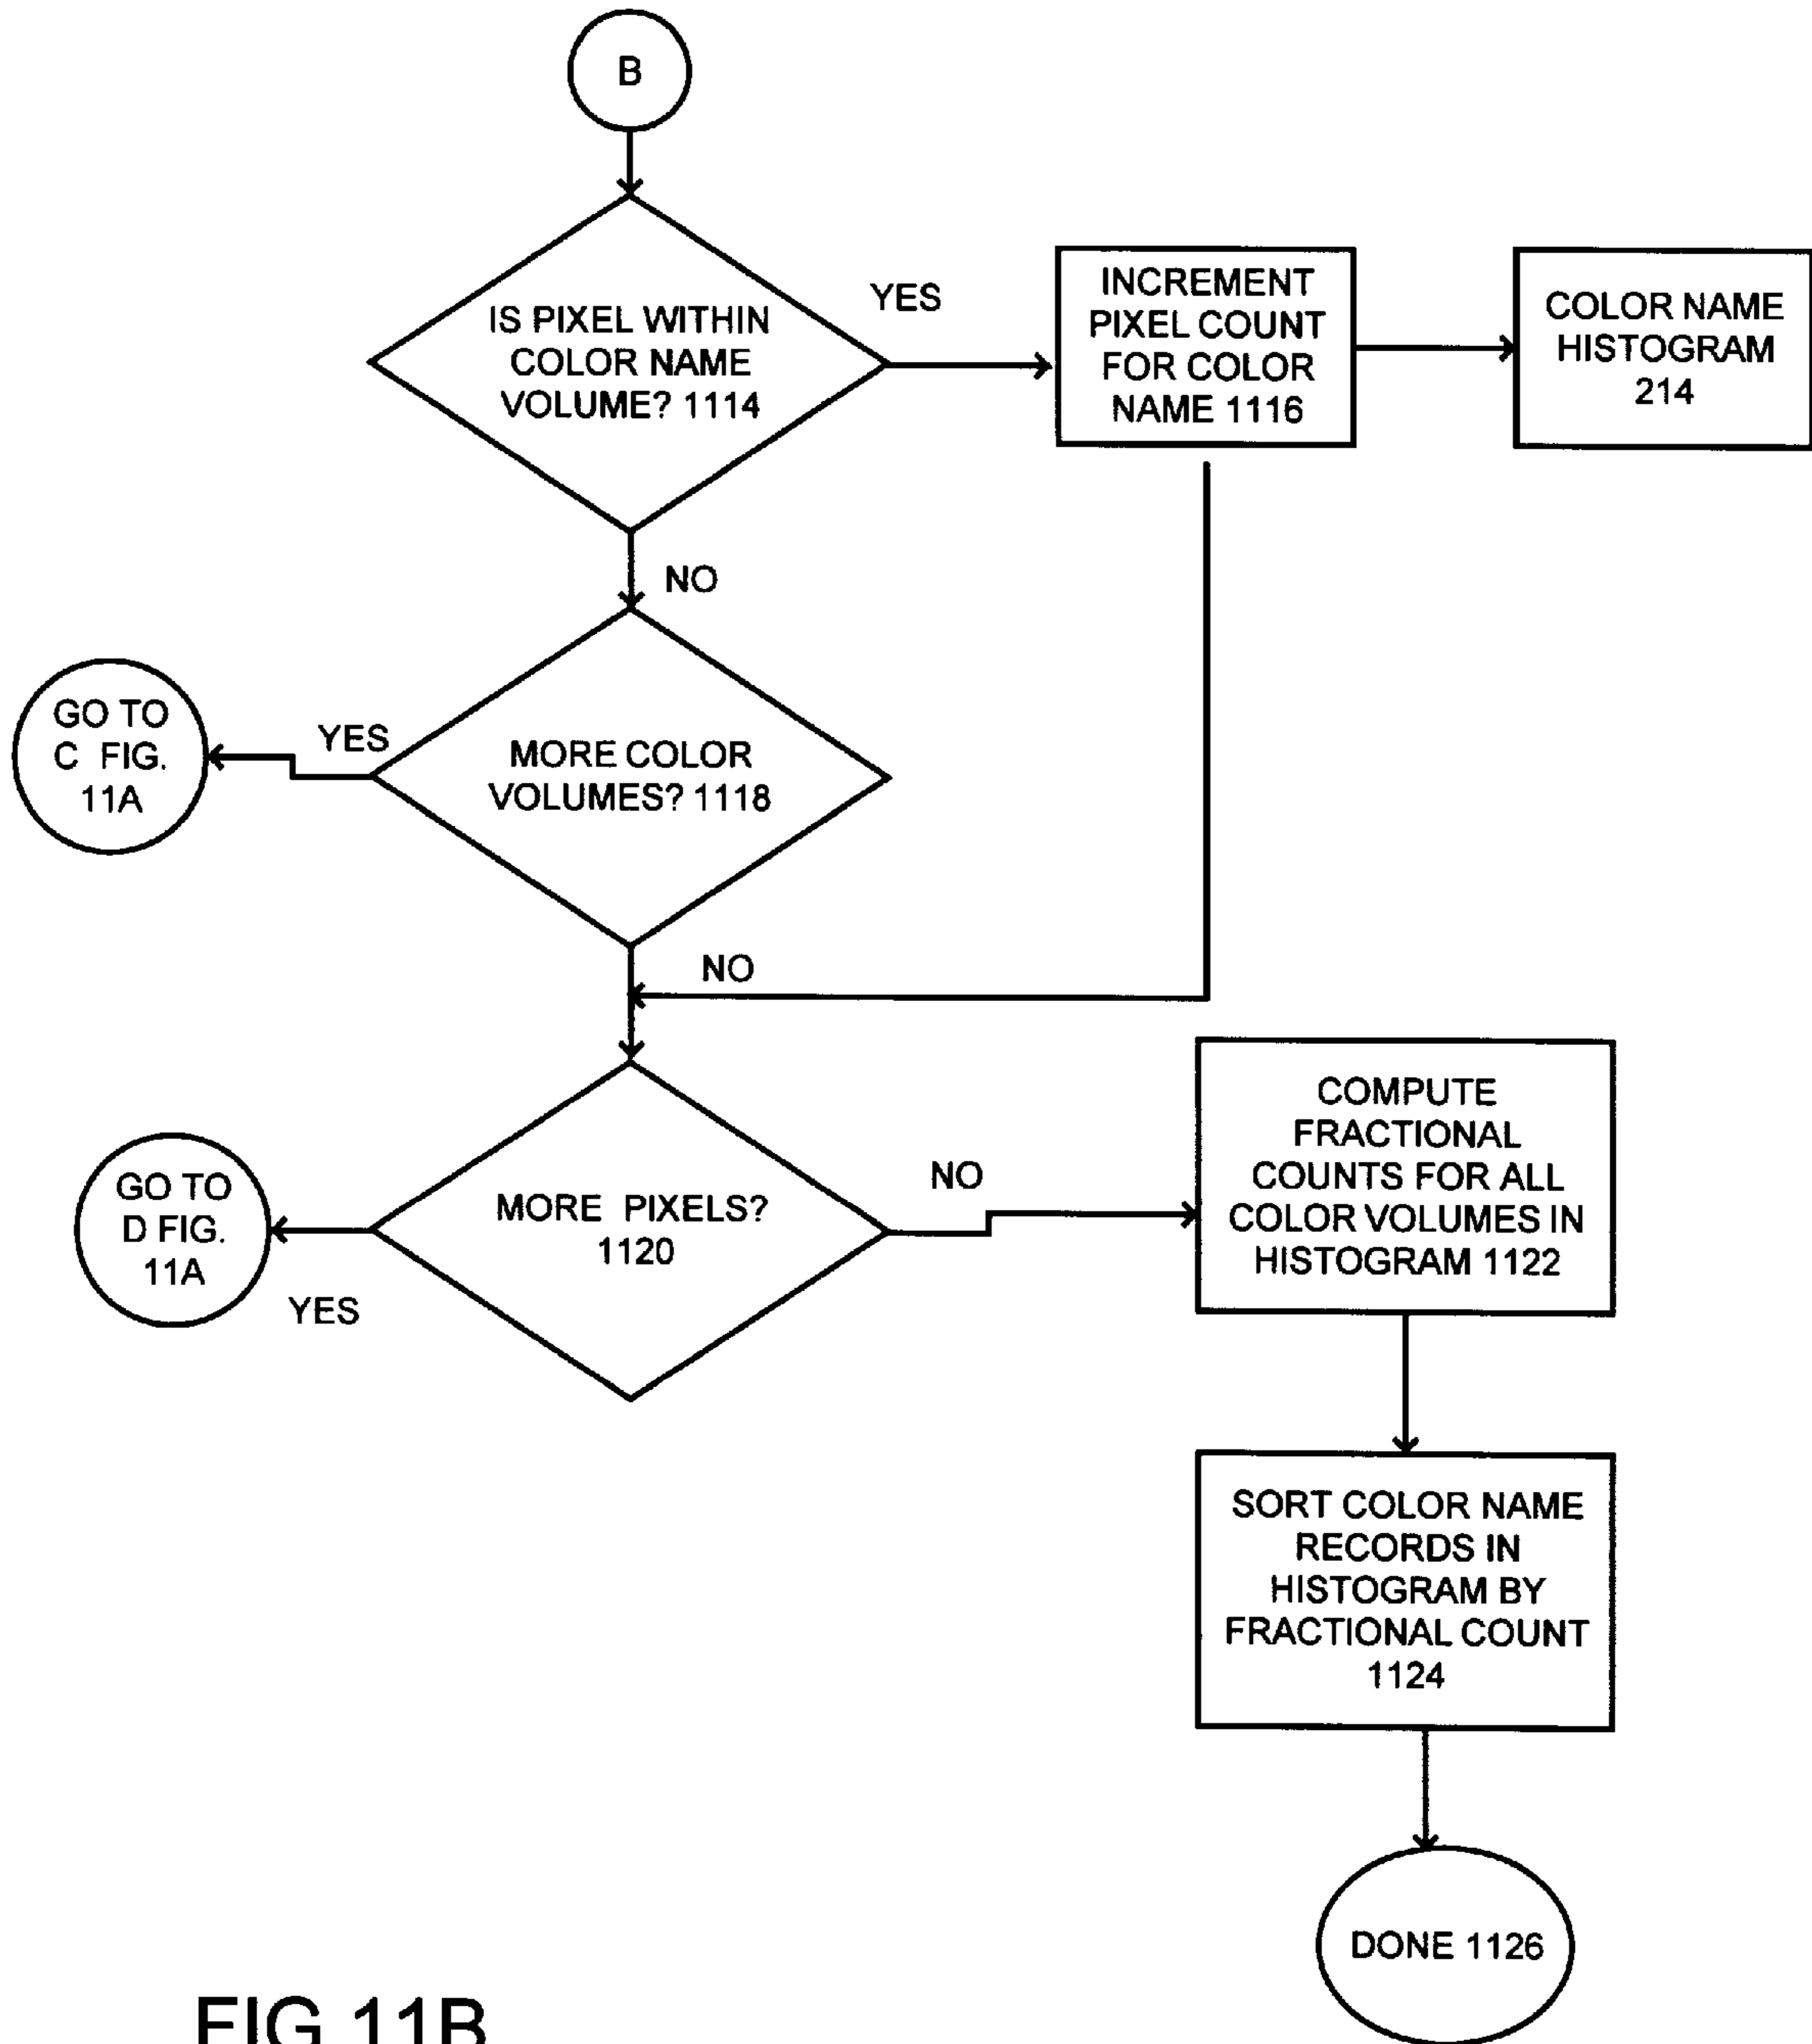 B
IS PIXEL WITHIN
COLOR NAME
VOLUME? 1114
YES
INCREMENT
PIXEL COUNT
FOR COLOR
NAME 1116
COLOR NAME
HISTOGRAM
214
NO
GO TO
C FIG.
11A
YES
MORE COLOR
VOLUMES? 1118
NO
GO TO
D FIG.
11A
YES
MORE PIXELS?
1120
NO
COMPUTE
FRACTIONAL
COUNTS FOR ALL
COLOR VOLUMES IN
HISTOGRAM 1122
SORT COLOR NAME
RECORDS IN
HISTOGRAM BY
FRACTIONAL COUNT
1124
DONE 1126
FIG 11B